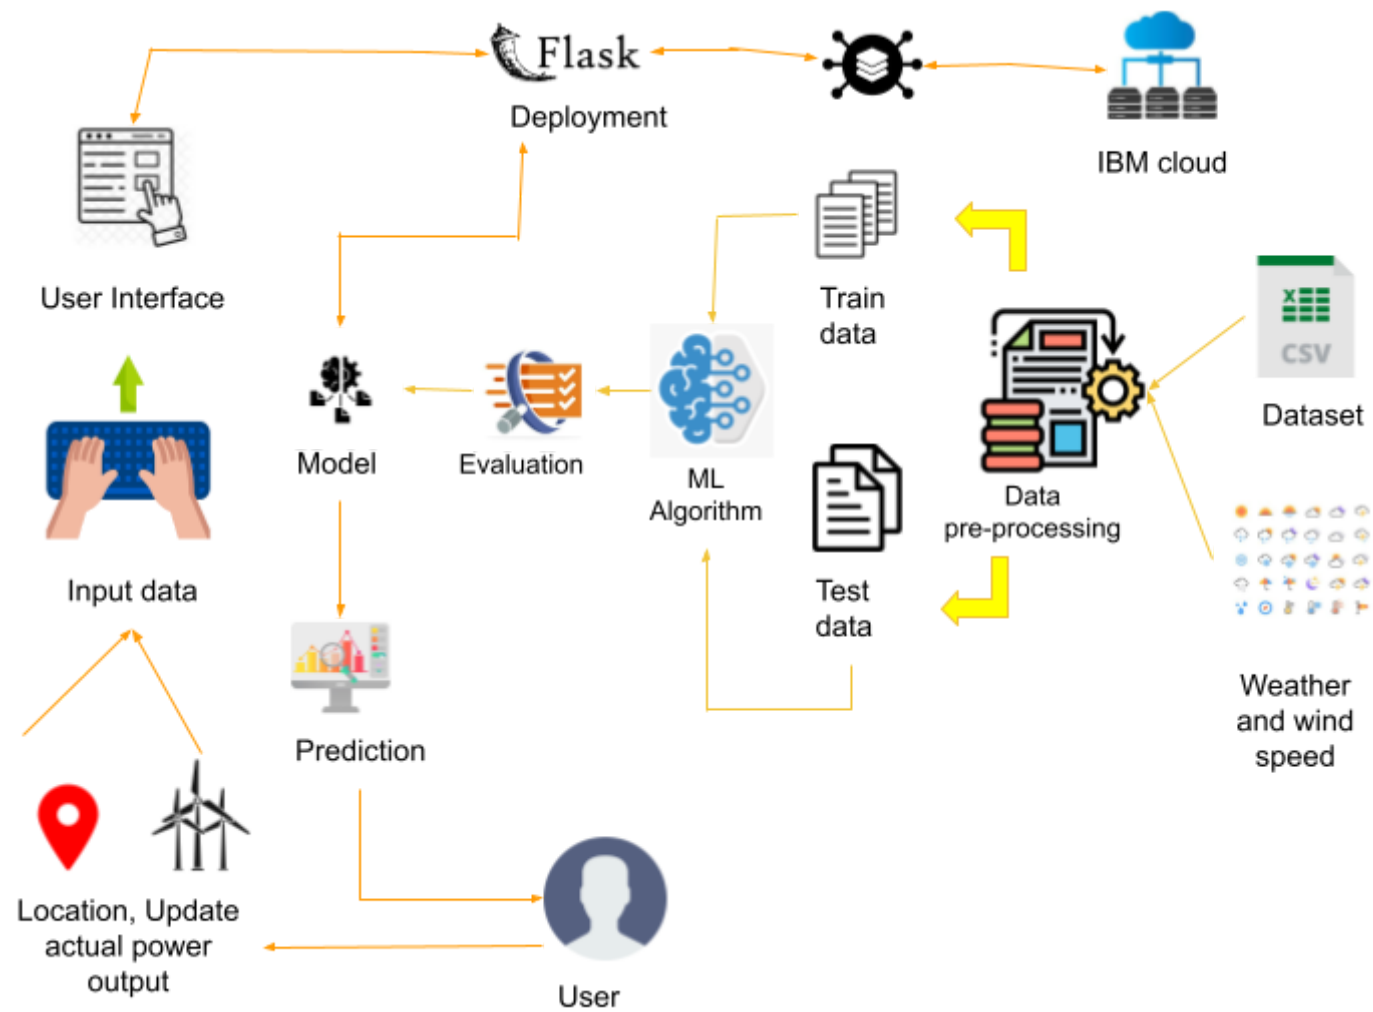 Flask
Deployment
IBM cloud
User Interface
Train
data
X
CSV
Dataset
Model
Evaluation
ML
Algorithm
Data
pre-processing
Input data
Test
data
Weather
and wind
speed
Prediction
Location, Update
actual power
output
User